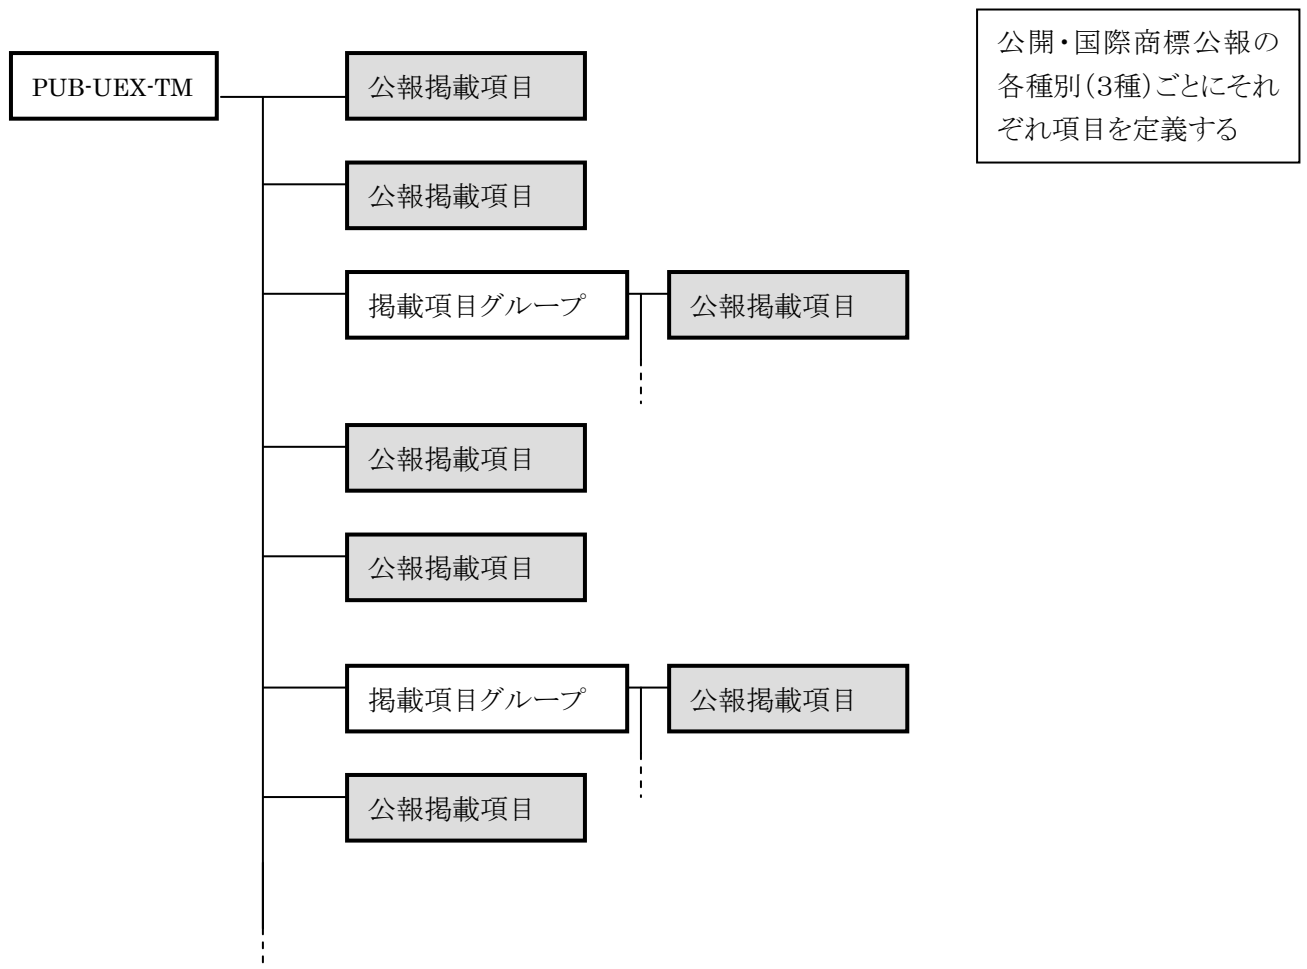 公開・国際商標公報の
各種別(3種)ごとにそれ
ぞれ項目を定義する
PUB-UEX-TM
公報掲載項目
公報掲載項目
掲載項目グループ
公報掲載項目
公報掲載項目
公報掲載項目
掲載項目グループ
公報掲載項目
公報掲載項目